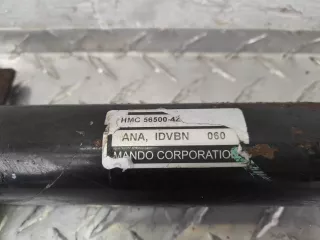 HMC 56500-4Z
ANA, IDVBN 060
MANDO CORPORATION